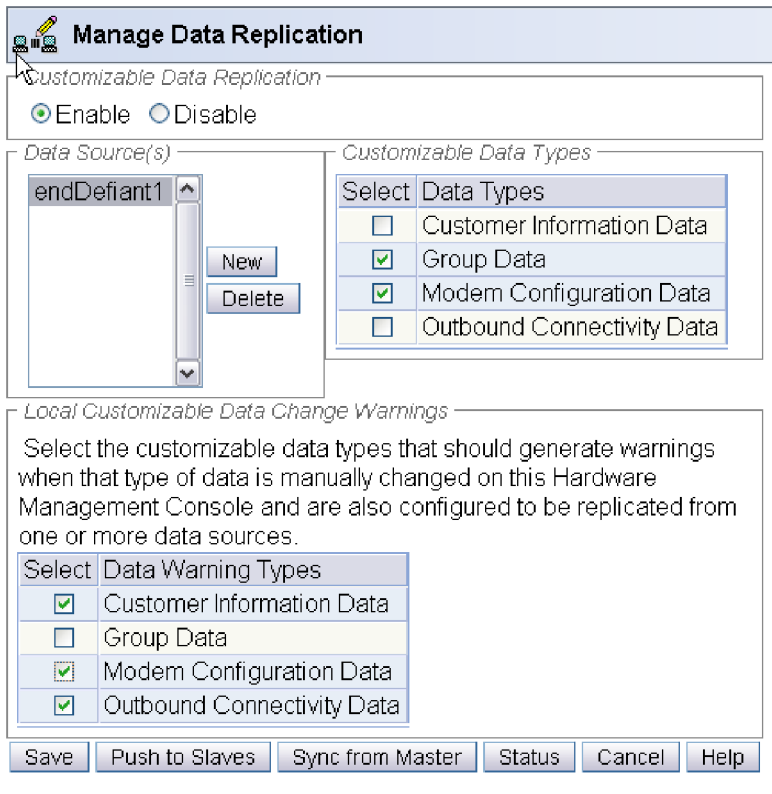 Manage Data Replication
Customizable Data Replication
Enable Disable
Data Source(s)
endDefiant1
New
Delete
Customizable Data Types
Select Data Types
Customer Information Data
Group Data
Modem Configuration Data
Outbound Connectivity Data
Local Customizable Data Change Warnings
Select the customizable data types that should generate warnings
when that type of data is manually changed on this Hardware
Management Console and are also configured to be replicated from
one or more data sources.
Select Data Warning Types
Customer Information Data
Group Data
Modem Configuration Data
Outbound Connectivity Data
Save Push to Slaves Sync from Master Status Cancel Help